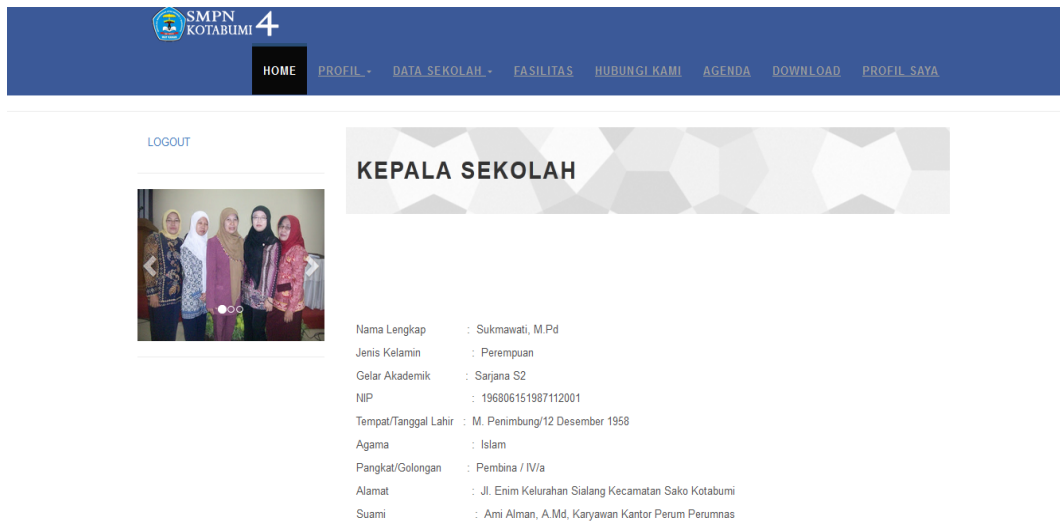 SMPN
KOTABUMI 4
HOME PROFIL DATA SEKOLAH FASILITAS HUBUNGI KAMI AGENDA DOWNLOAD PROFIL SAYA
LOGOUT
KEPALA SEKOLAH
Nama Lengkap : Sukmawati, M.Pd
Jenis Kelamin : Perempuan
Gelar Akademik : Sarjana S2
NIP : 196806151987112001
Tempat/Tanggal Lahir : M. Penimbung/12 Desember 1958
Agama : Islam
Pangkat/Golongan : Pembina / IV/a
Alamat : Jl. Enim Kelurahan Sialang Kecamatan Sako Kotabumi
Suami : Ami Alman, A.Md, Karyawan Kantor Perum Perumnas